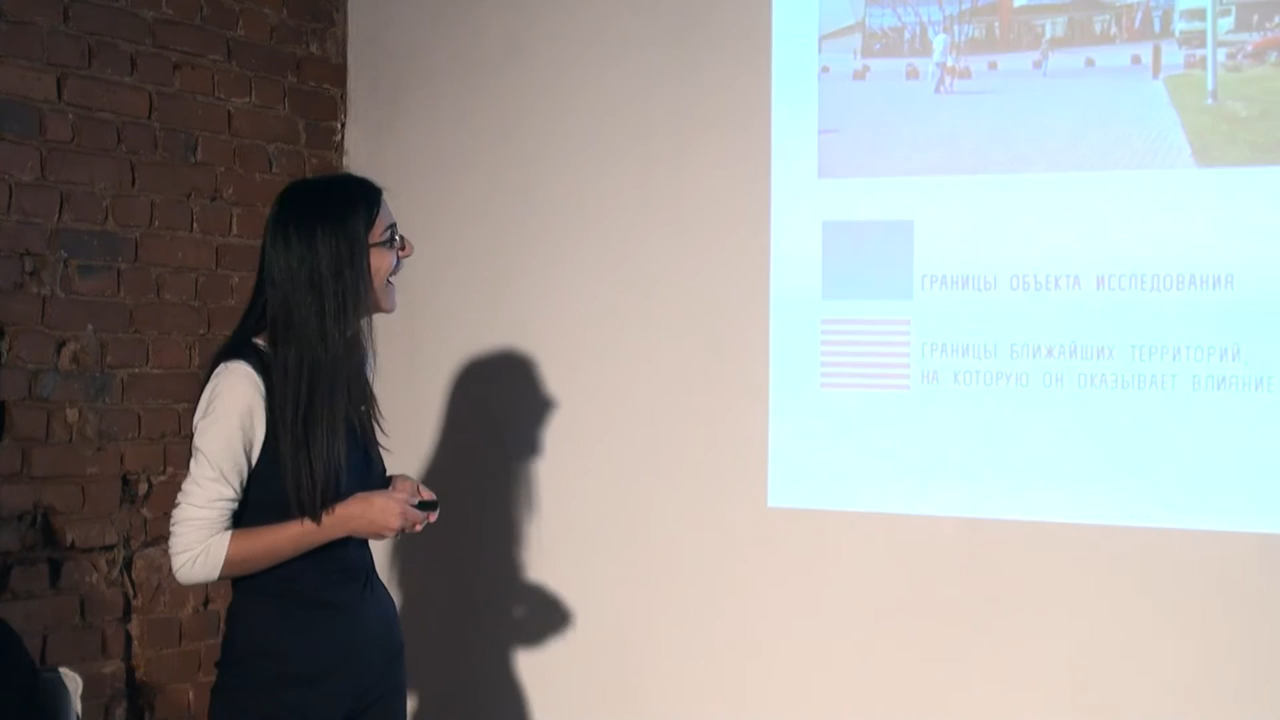 ГРАНИЦЫ ОБЪЕКТА ИССЛЕДОВАНИЯ
ГРАНИЦЫ БЛИЖАЙШИХ ТЕРРИТОРИЙ,
НА КОТОРУЮ ОН ОКАЗЫВАЕТ ВЛИЯНИЕ